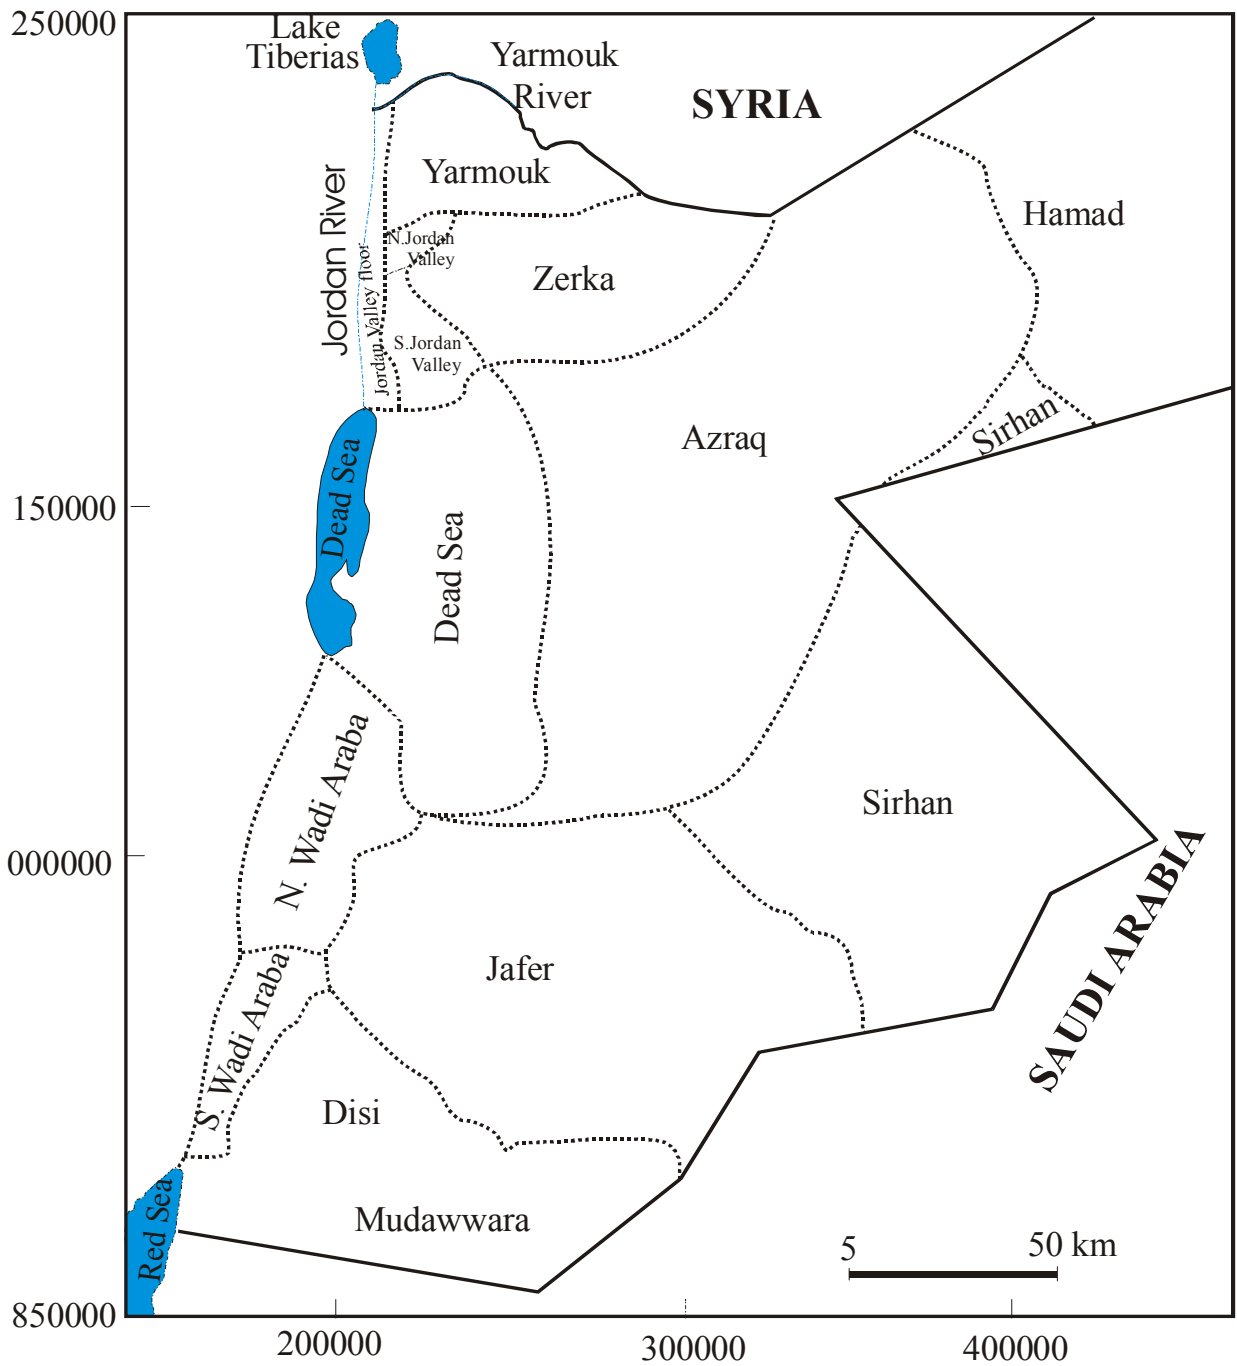 250000
Lake
Tiberias
Yarmouk
River
SYRIA
Jordan River
Yarmouk
Hamad
N.Jordan
Valley
Zerka
Jordan Valley floor
S.Jordan
Valley
Azraq
Sirhan
150000
Dead Sea
Dead Sea
N. Wadi Araba
Sirhan
000000
SAUDI ARABIA
Jafer
S. Wadi Araba
Disi
Mudawwara
Red Sea
5
50 km
850000
200000
300000
400000